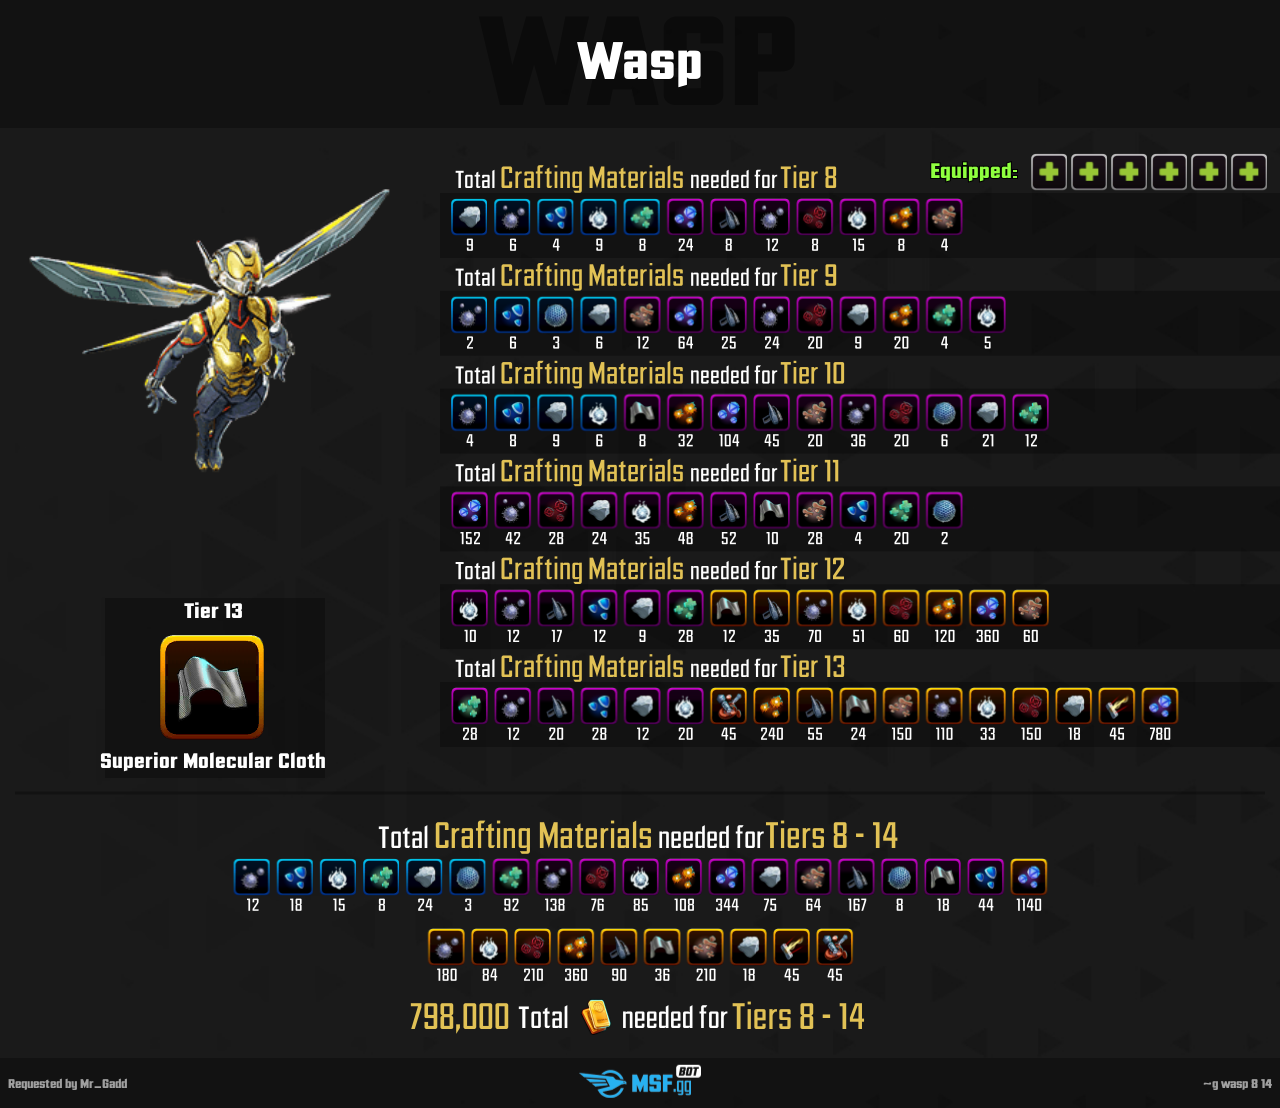 WASP
Wasp
Equipped:
Total Crafting Materials needed for Tier 8
9 6 4 9 8 24 8 12 8 15 8 4
Total Crafting Materials needed for Tier 9
2 6 3 6 12 64 25 24 20 9 20 4 5
Total Crafting Materials needed for Tier 10
4 8 9 6 8 32 104 45 20 36 20 6 21 12
Total Crafting Materials needed for Tier 11
152 42 28 24 35 48 52 10 28 4 20 2
Total Crafting Materials needed for Tier 12
10 12 17 12 9 28 12 35 70 51 60 120 360 60
Total Crafting Materials needed for Tier 13
28 12 20 28 12 20 45 240 55 24 150 110 33 150 18 45 780
Tier 13
Superior Molecular Cloth
Total Crafting Materials needed for Tiers 8 - 14
12 18 15 8 24 3 92 138 76 85 108 344 75 64 167 8 18 44 1140
180 84 210 360 90 36 210 18 45 45
798,000 Total needed for Tiers 8 - 14
Requested by Mr_Gadd
MSF.gg BOT
~g wasp 8 14